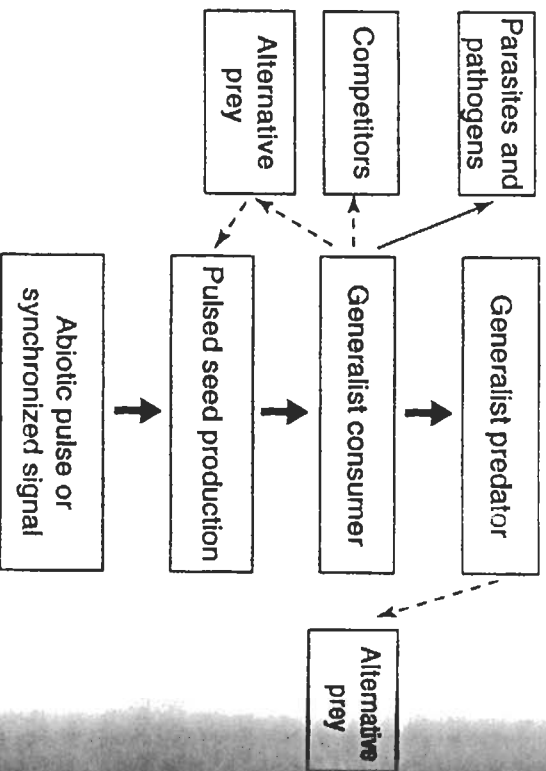 Parasites and
pathogens
Generalist predator
Competitors
Generalist consumer
Alternative
prey
Alternative
prey
Pulsed seed production
Abiotic pulse or
synchronized signal